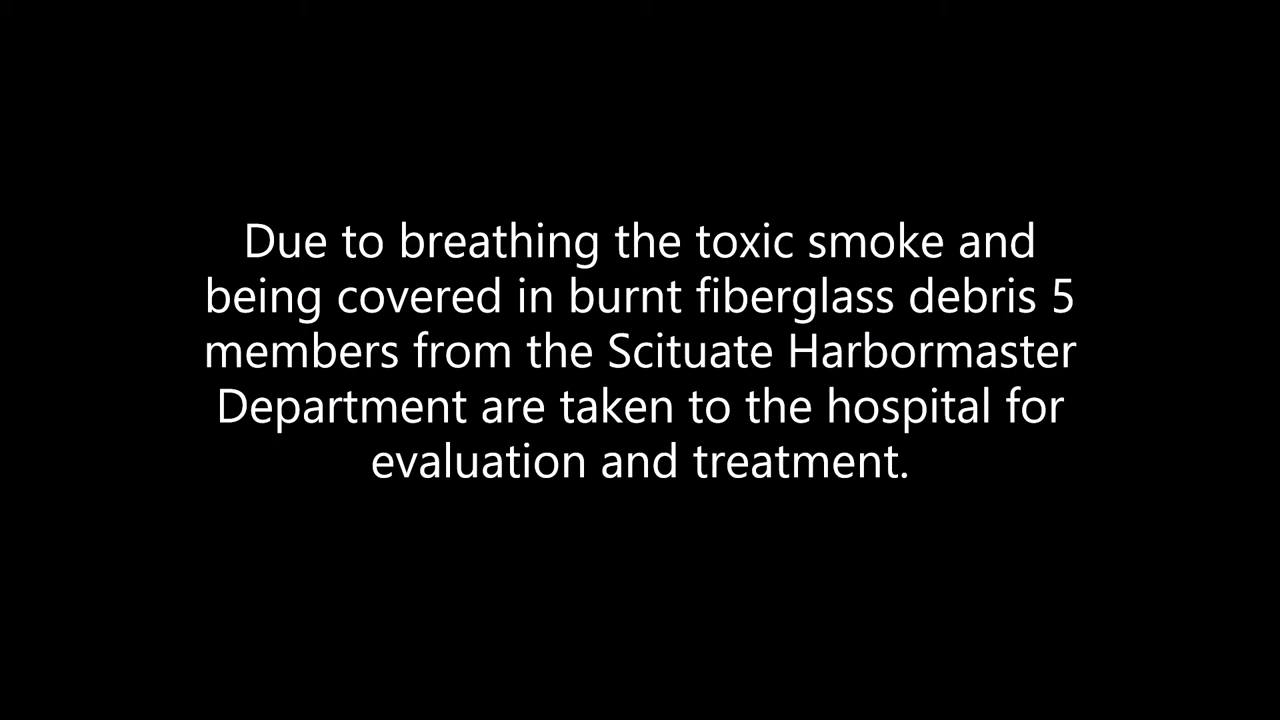 Due to breathing the toxic smoke and
being covered in burnt fiberglass debris 5
members from the Scituate Harbormaster
Department are taken to the hospital for
evaluation and treatment.